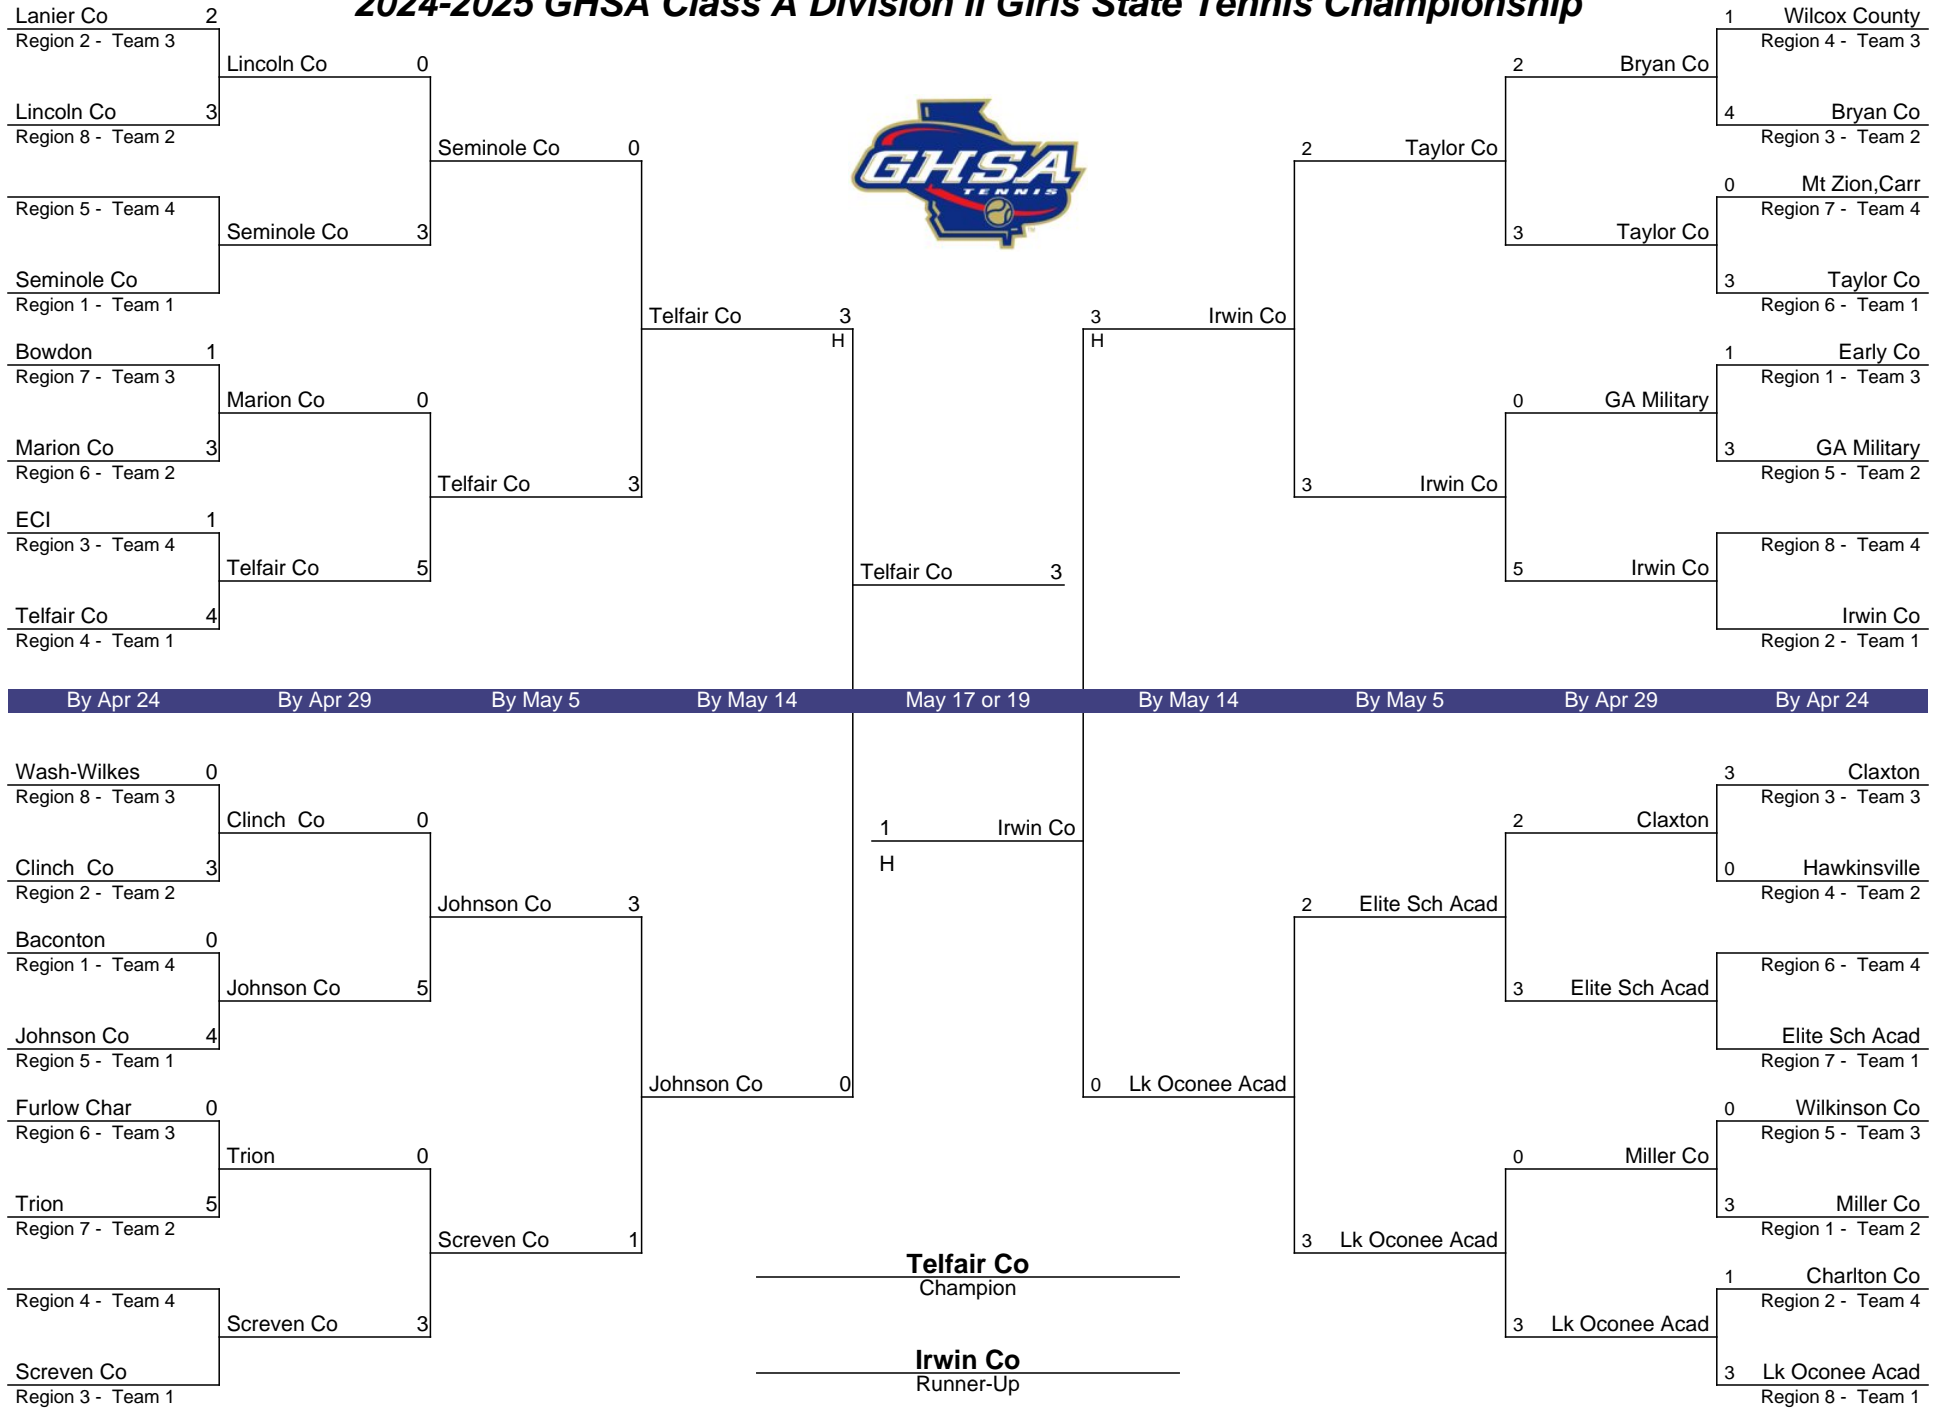 2024-2025 GHSA Class A Division II Girls State Tennis Championship
Lanier Co 2
Region 2 - Team 3
Lincoln Co 0
Lincoln Co 3
Region 8 - Team 2
Seminole Co 0
Region 5 - Team 4
Seminole Co 3
Seminole Co
Region 1 - Team 1
Telfair Co 3
H
Bowdon 1
Region 7 - Team 3
Marion Co 0
Marion Co 3
Region 6 - Team 2
Telfair Co 3
ECI 1
Region 3 - Team 4
Telfair Co 5
Telfair Co 4
Region 4 - Team 1
Telfair Co 3
GHSA
TENNIS
1 Wilcox County
Region 4 - Team 3
2 Bryan Co
4 Bryan Co
Region 3 - Team 2
2 Taylor Co
0 Mt Zion,Carr
Region 7 - Team 4
3 Taylor Co
3 Taylor Co
Region 6 - Team 1
3 Irwin Co
H
1 Early Co
Region 1 - Team 3
0 GA Military
3 GA Military
Region 5 - Team 2
3 Irwin Co
Region 8 - Team 4
5 Irwin Co
Irwin Co
Region 2 - Team 1
By Apr 24 By Apr 29 By May 5 By May 14 May 17 or 19 By May 14 By May 5 By Apr 29 By Apr 24
Wash-Wilkes 0
Region 8 - Team 3
Clinch Co 0
Clinch Co 3
Region 2 - Team 2
Johnson Co 3
Baconton 0
Region 1 - Team 4
Johnson Co 5
Johnson Co 4
Region 5 - Team 1
Johnson Co 0
Furlow Char 0
Region 6 - Team 3
Trion 0
Trion 5
Region 7 - Team 2
Screven Co 1
Region 4 - Team 4
Screven Co 3
Screven Co
Region 3 - Team 1
1 Irwin Co
H
3 Claxton
Region 3 - Team 3
2 Claxton
0 Hawkinsville
Region 4 - Team 2
2 Elite Sch Acad
Region 6 - Team 4
3 Elite Sch Acad
Elite Sch Acad
Region 7 - Team 1
0 Lk Oconee Acad
0 Wilkinson Co
Region 5 - Team 3
0 Miller Co
3 Miller Co
Region 1 - Team 2
3 Lk Oconee Acad
1 Charlton Co
Region 2 - Team 4
3 Lk Oconee Acad
3 Lk Oconee Acad
Region 8 - Team 1
Telfair Co
Champion
Irwin Co
Runner-Up